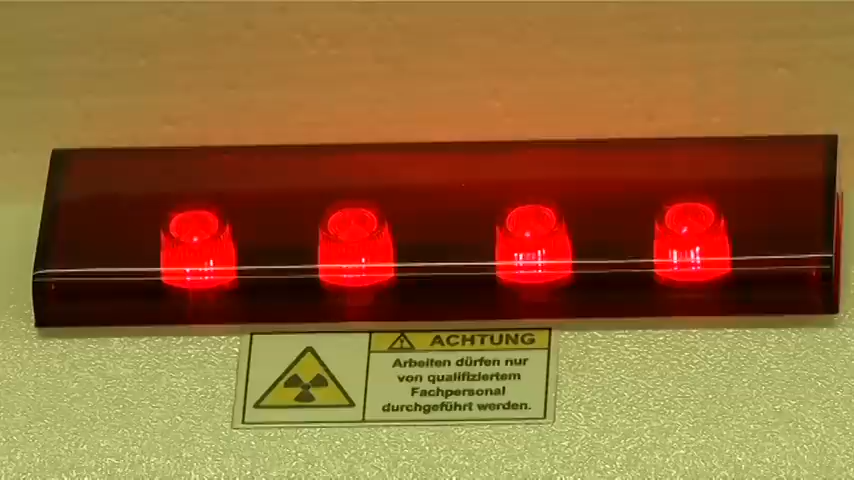 ACHTUNG
Arbeiten dürfen nur
von qualifiziertem
Fachpersonal
durchgeführt werden.